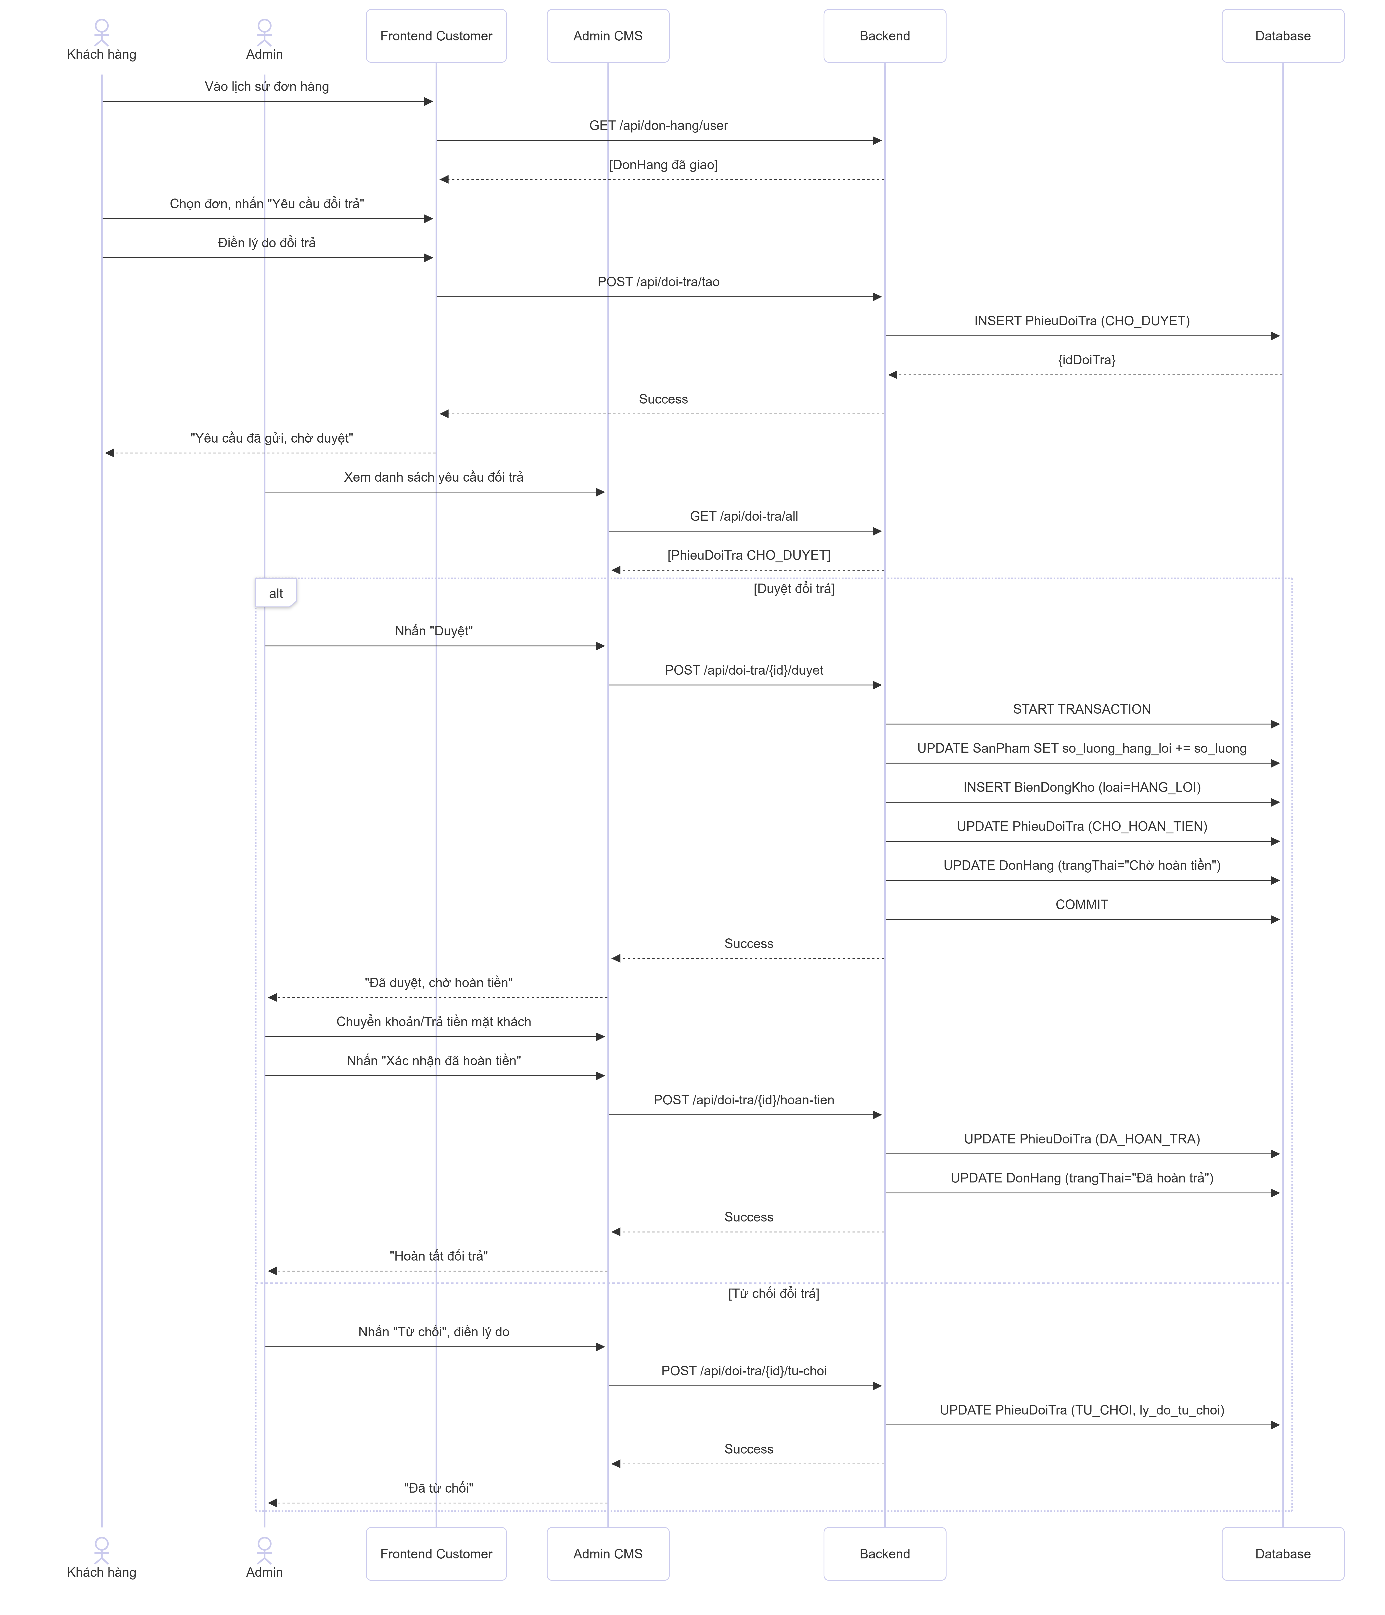 Khách hàng
Admin
Frontend Customer
Admin CMS
Backend
Database
Vào lịch sử đơn hàng
GET /api/don-hang/user
[DonHang đã giao]
Chọn đơn, nhấn "Yêu cầu đổi trả"
Điền lý do đổi trả
POST /api/doi-tra/tao
INSERT PhieuDoiTra (CHO_DUYET)
{idDoiTra}
Success
"Yêu cầu đã gửi, chờ duyệt"
Xem danh sách yêu cầu đổi trả
GET /api/doi-tra/all
[PhieuDoiTra CHO_DUYET]
alt
[Duyệt đổi trả]
Nhấn "Duyệt"
POST /api/doi-tra/{id}/duyet
START TRANSACTION
UPDATE SanPham SET so_luong_hang_loi += so_luong
INSERT BienDongKho (loai=HANG_LOI)
UPDATE PhieuDoiTra (CHO_HOAN_TIEN)
UPDATE DonHang (trangThai="Chờ hoàn tiền")
COMMIT
Success
"Đã duyệt, chờ hoàn tiền"
Chuyển khoản/Trả tiền mặt khách
Nhấn "Xác nhận đã hoàn tiền"
POST /api/doi-tra/{id}/hoan-tien
UPDATE PhieuDoiTra (DA_HOAN_TRA)
UPDATE DonHang (trangThai="Đã hoàn trả")
Success
"Hoàn tất đổi trả"
[Từ chối đổi trả]
Nhấn "Từ chối", điền lý do
POST /api/doi-tra/{id}/tu-choi
UPDATE PhieuDoiTra (TU_CHOI, ly_do_tu_choi)
Success
"Đã từ chối"
Khách hàng
Admin
Frontend Customer
Admin CMS
Backend
Database